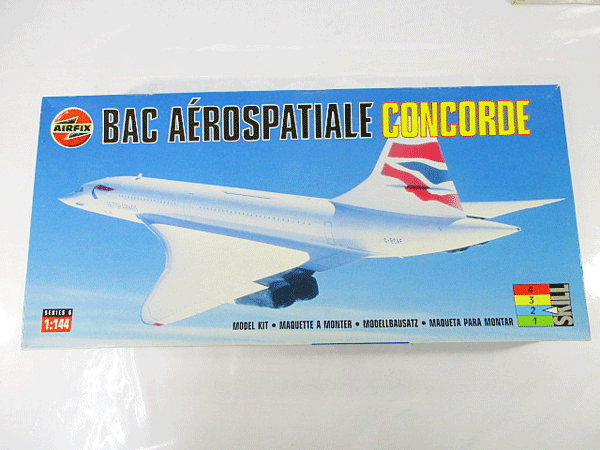 AIRFIX
BAC AÉROSPATIALE CONCORDE
SERIES 6
1:144
MODEL KIT • MAQUETTE A MONTER • MODELLBAUSATZ • MAQUETA PARA MONTAR
4
3
2
1
SKILL